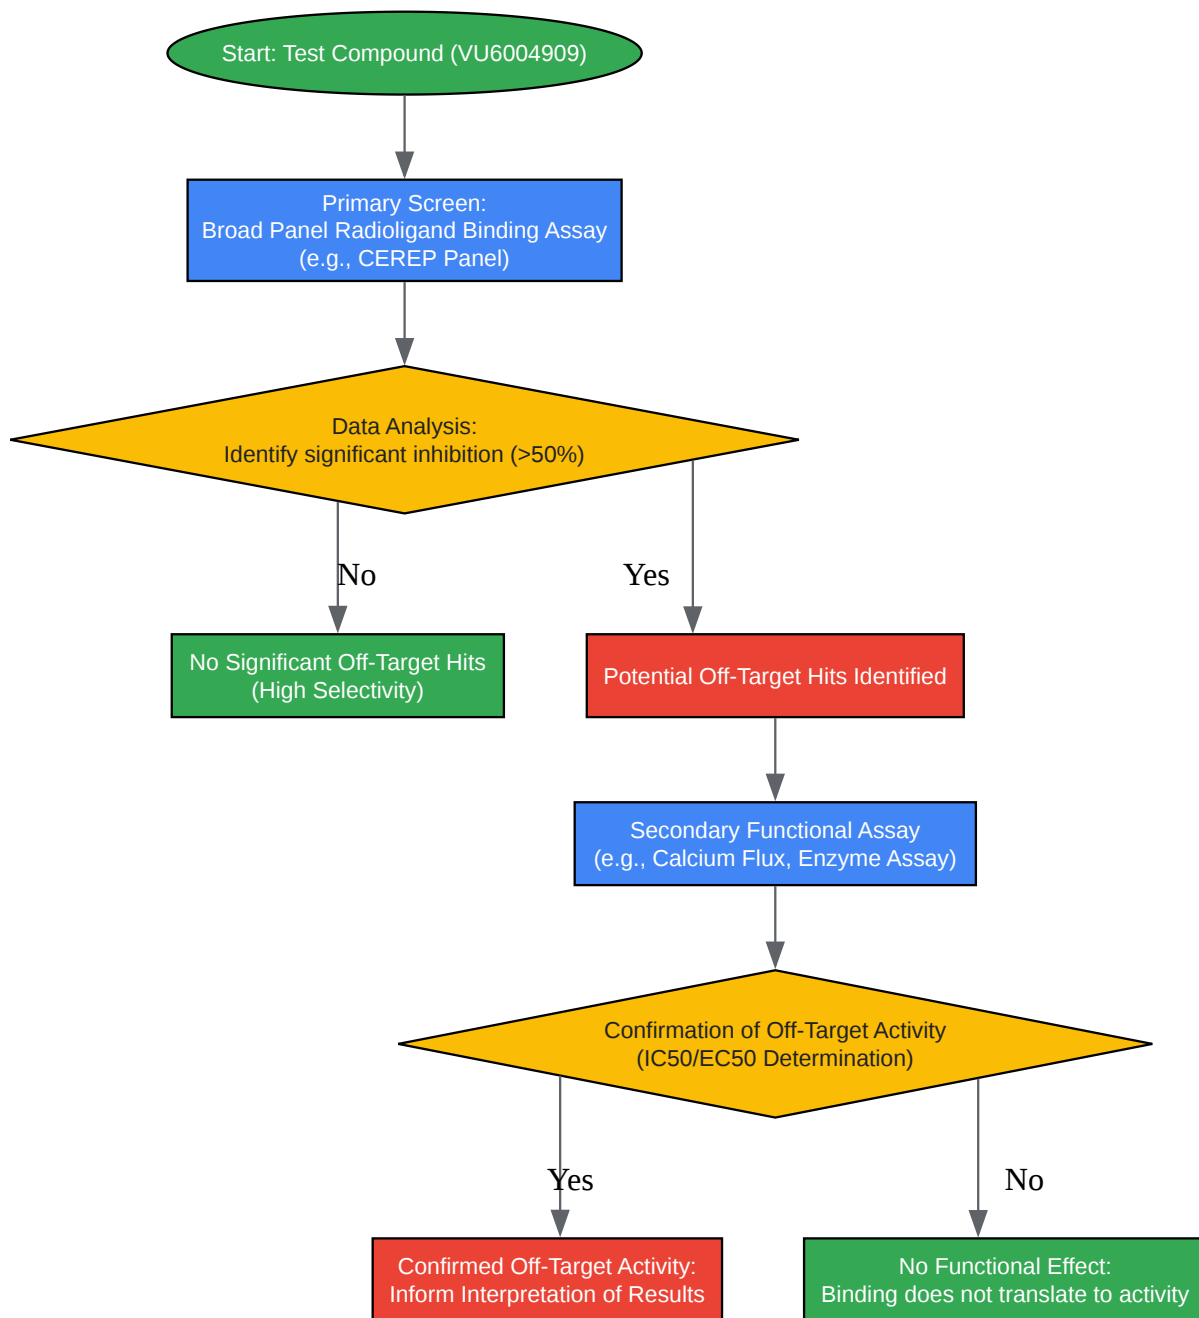 Start: Test Compound (VU6004909)
Primary Screen:
Broad Panel Radioligand Binding Assay
(e.g., CEREP Panel)
Data Analysis:
Identify significant inhibition (>50%)
No
Yes
No Significant Off-Target Hits
(High Selectivity)
Potential Off-Target Hits Identified
Secondary Functional Assay
(e.g., Calcium Flux, Enzyme Assay)
Confirmation of Off-Target Activity
(IC50/EC50 Determination)
Yes
No
Confirmed Off-Target Activity:
Inform Interpretation of Results
No Functional Effect:
Binding does not translate to activity